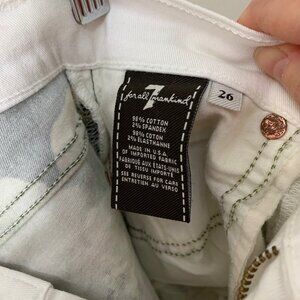 7
for all mankind
26
98% COTTON
2% SPANDEX
98% COTON
2% ELASTHANNE
MADE IN U.S.A.
OF IMPORTED FABRIC
FABRIQUÉ AUX ÉTATS-UNIS
DE TISSU IMPORTÉ
SEE REVERSE FOR CARE
ENTRETIEN AU VERSO